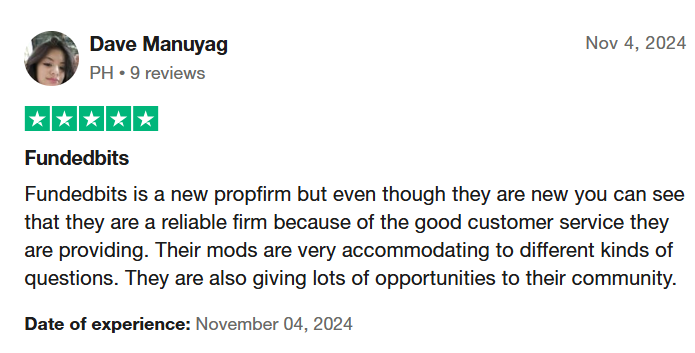 Dave Manuyag
Nov 4, 2024
PH • 9 reviews
Fundedbits
Fundedbits is a new propfirm but even though they are new you can see
that they are a reliable firm because of the good customer service they
are providing. Their mods are very accommodating to different kinds of
questions. They are also giving lots of opportunities to their community.
Date of experience: November 04, 2024